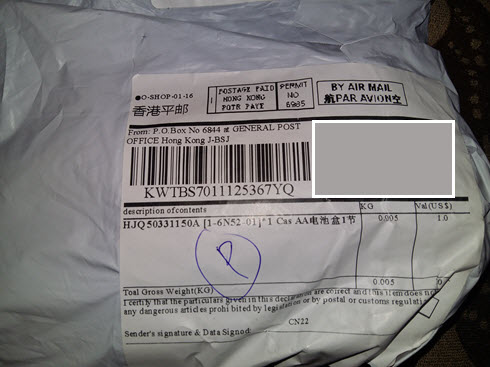 ●O-SHOP-01-16
香港平邮
POSTAGE PAID
HONG KONG
PORT PAYE
PERMIT
NO
6985
BY AIR MAIL
航PAR AVION空
From: P.O.Box No 6844 at GENERAL POST
OFFICE Hong Kong J-BSJ
KWTBS7011125367YQ
description of contents
KG
Val(US$)
HJQ50331150A [1-6N52-01]*1 Cas AA电池盒1节
0.005
1.0
R
Toal Gross Weight(KG)
0.005
I certify that the particulars given in this declaration are correct and this item does not
any dangerous articles prohibited by legislation or by postal or customs regulati
CN22
Sender's signature & Data Signed: